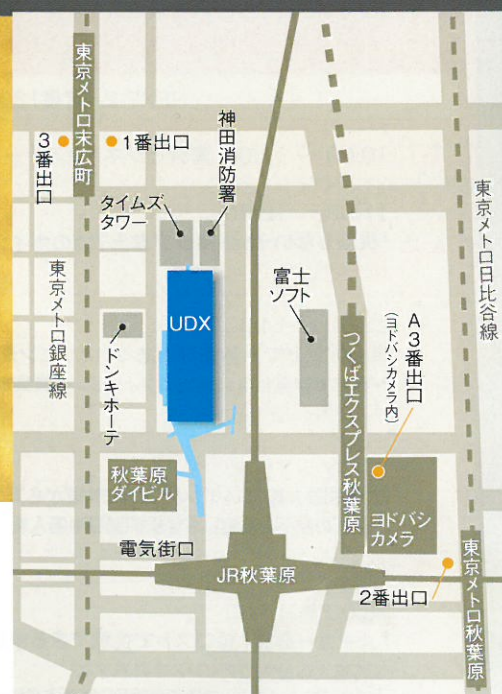 東京メトロ末広町
3番出口
1番出口
神田消防署
タイムズ
タワー
東京メトロ日比谷線
東京メトロ銀座線
UDX
富士
ソフト
ドンキホーテ
つくばエクスプレス秋葉原
A3番出口
(ヨドバシカメラ内)
秋葉原
ダイビル
ヨドバシ
カメラ
電気街口
JR秋葉原
2番出口
東京メトロ秋葉原